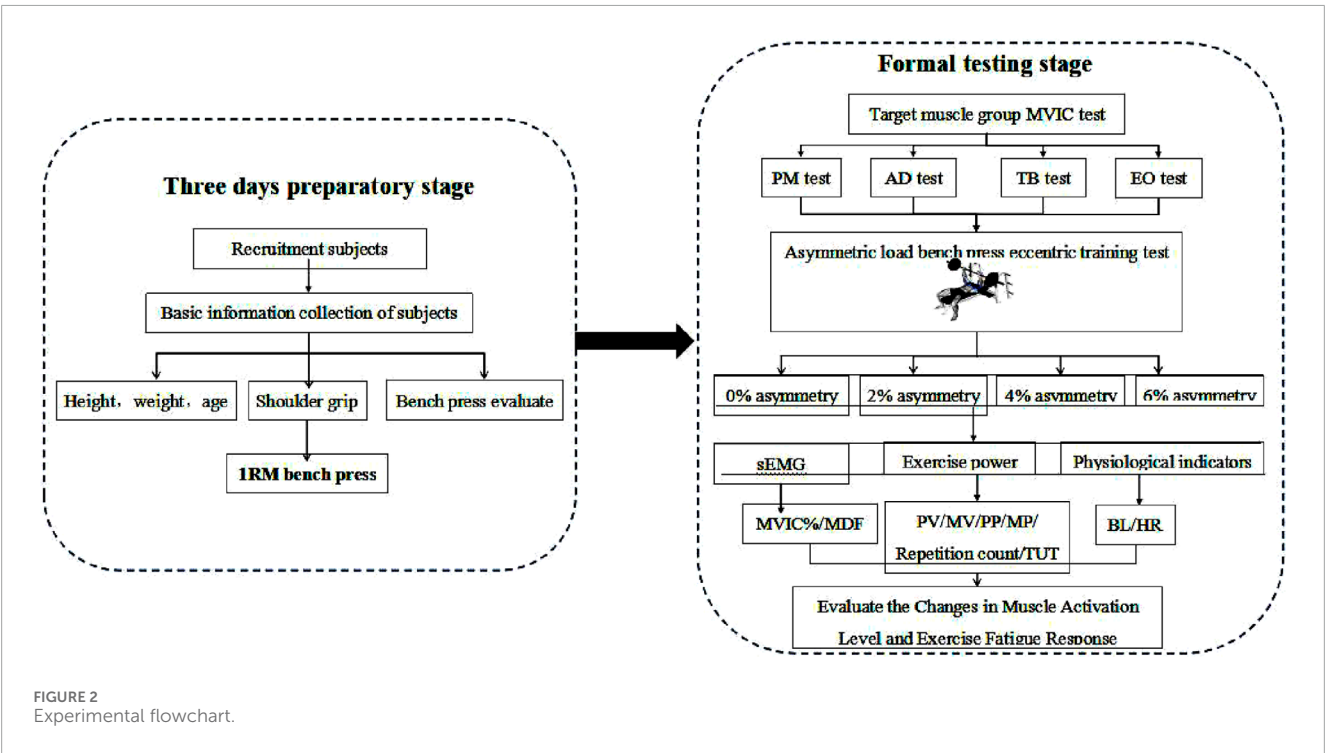 Three days preparatory stage
Recruitment subjects
Basic information collection of subjects
Height，weight，age
Shoulder grip
Bench press evaluate
1RM bench press
Formal testing stage
Target muscle group MVIC test
PM test
AD test
TB test
EO test
Asymmetric load bench press eccentric training test
0% asymmetry
2% asymmetry
4% asymmetry
6% asymmetry
sEMG
Exercise power
Physiological indicators
MVIC%/MDF
PV/MV/PP/MP/
Repetition count/TUT
BL/HR
Evaluate the Changes in Muscle Activation
Level and Exercise Fatigue Response
FIGURE 2
Experimental flowchart.